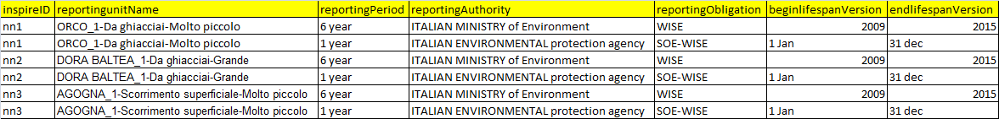 inspireID reportingunitName reportingPeriod reportingAuthority reportingObligation beginlifespanVersion endlifespanVersion
nn1 ORCO_1-Da ghiacciai-Molto piccolo 6 year ITALIAN MINISTRY of Environment WISE 2009 2015
nn1 ORCO_1-Da ghiacciai-Molto piccolo 1 year ITALIAN ENVIRONMENTAL protection agency SOE-WISE 1 Jan 31 dec
nn2 DORA BALTEA_1-Da ghiacciai-Grande 6 year ITALIAN MINISTRY of Environment WISE 2009 2015
nn2 DORA BALTEA_1-Da ghiacciai-Grande 1 year ITALIAN ENVIRONMENTAL protection agency SOE-WISE 1 Jan 31 dec
nn3 AGOGNA_1-Scorrimento superficiale-Molto piccolo 6 year ITALIAN MINISTRY of Environment WISE 2009 2015
nn3 AGOGNA_1-Scorrimento superficiale-Molto piccolo 1 year ITALIAN ENVIRONMENTAL protection agency SOE-WISE 1 Jan 31 dec